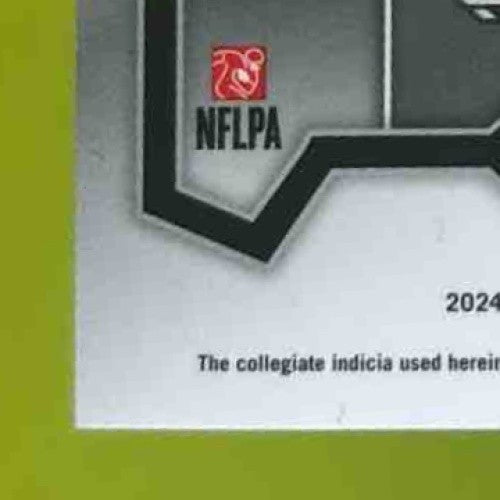 NFLPA
2024
The collegiate indicia used herein